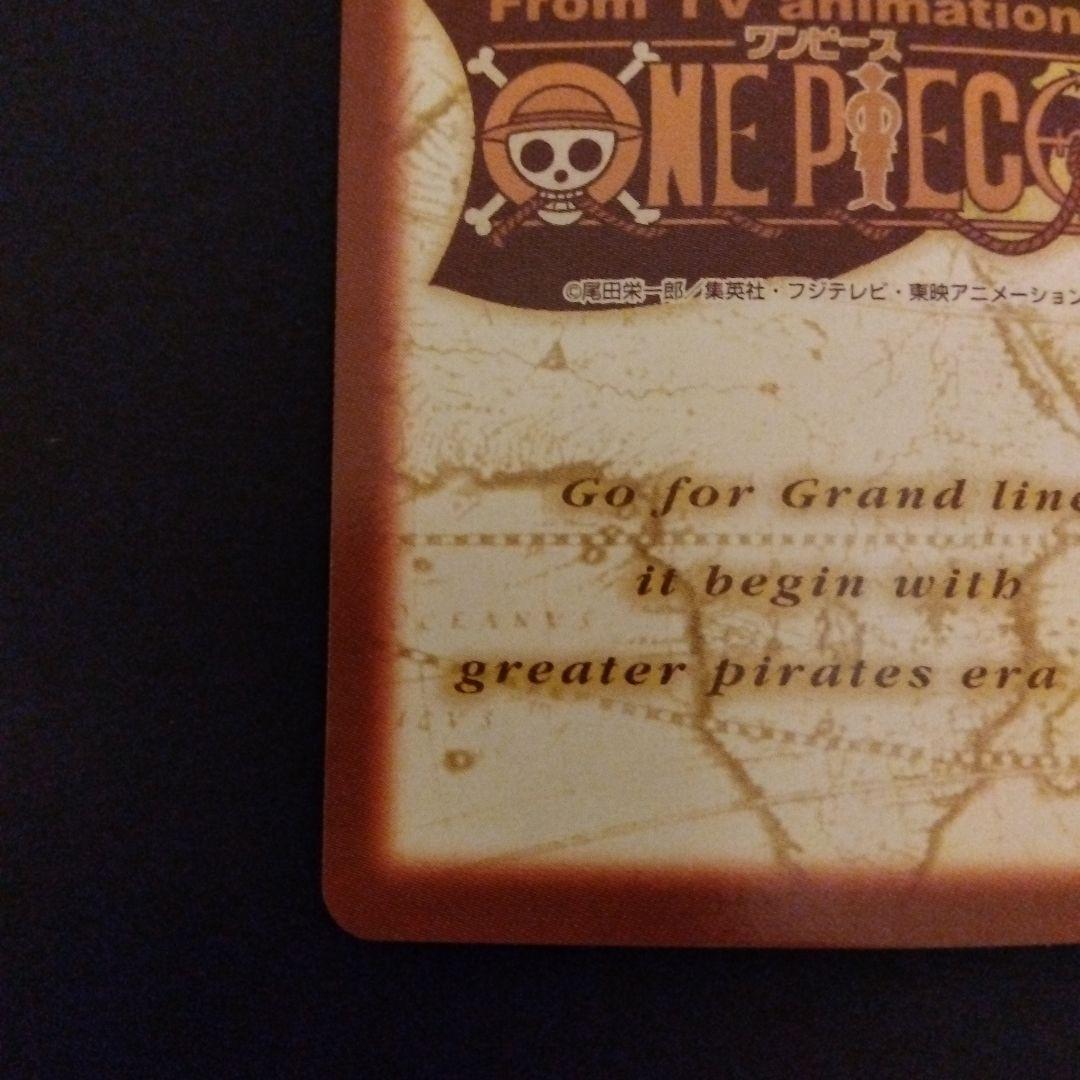 From TV animation
ワンピース
ONE PIECE
©尾田栄一郎／集英社・フジテレビ・東映アニメーション
Go for Grand line
it begin with
greater pirates era
OCEANVS